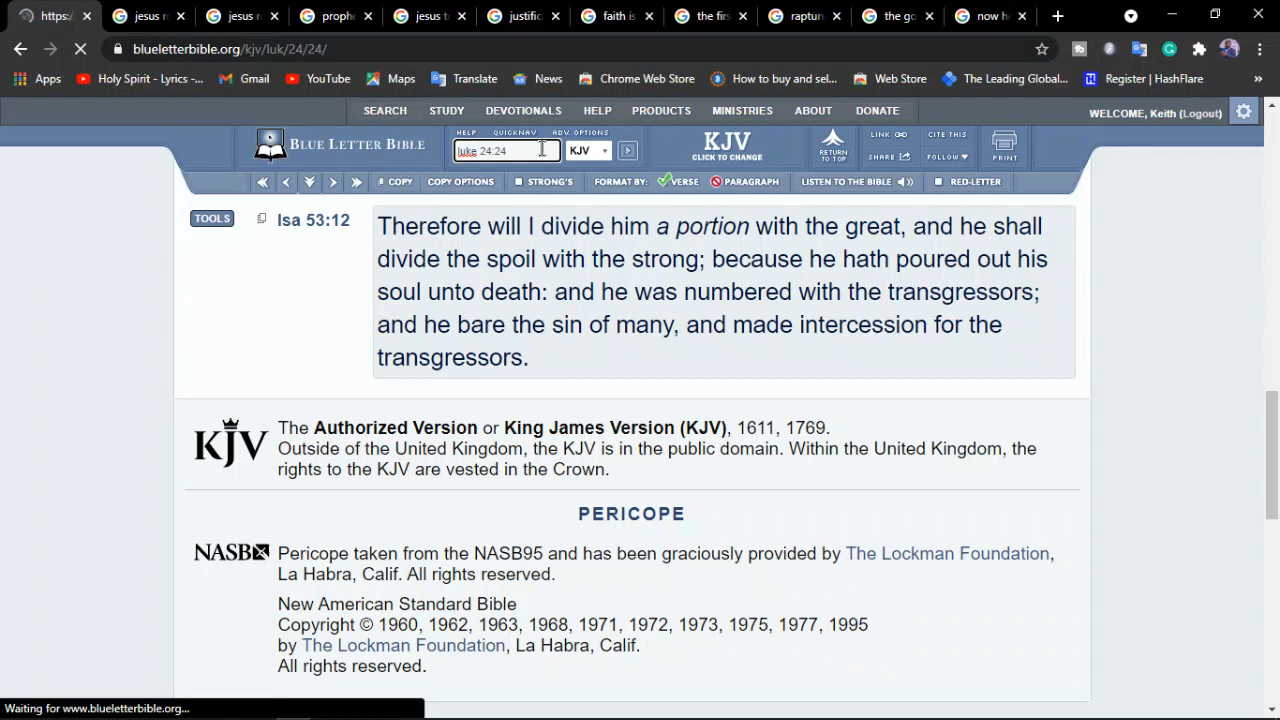 https:/
jesus r
jesus r
prophe
jesus t
justific
faith is
the firs
rapture
the go
now h
blueletterbible.org/kjv/luk/24/24/
Apps
Holy Spirit - Lyrics -...
Gmail
YouTube
Maps
Translate
News
Chrome Web Store
How to buy and sel...
Web Store
The Leading Global...
Register | HashFlare
»
SEARCH STUDY DEVOTIONALS HELP PRODUCTS MINISTRIES ABOUT DONATE
WELCOME, Keith (Logout)
BLUE LETTER BIBLE
HELP QUICKNAV ADV. OPTIONS
luke 24:24
KJV
KJV
CLICK TO CHANGE
RETURN
TO TOP
LINK
CITE THIS
SHARE
FOLLOW
PRINT
COPY COPY OPTIONS STRONG'S FORMAT BY: VERSE PARAGRAPH LISTEN TO THE BIBLE RED-LETTER
TOOLS
Isa 53:12
Therefore will I divide him a portion with the great, and he shall
divide the spoil with the strong; because he hath poured out his
soul unto death: and he was numbered with the transgressors;
and he bare the sin of many, and made intercession for the
transgressors.
KJV
The Authorized Version or King James Version (KJV), 1611, 1769.
Outside of the United Kingdom, the KJV is in the public domain. Within the United Kingdom, the
rights to the KJV are vested in the Crown.
PERICOPE
NASB
Pericope taken from the NASB95 and has been graciously provided by The Lockman Foundation,
La Habra, Calif. All rights reserved.
New American Standard Bible
Copyright © 1960, 1962, 1963, 1968, 1971, 1972, 1973, 1975, 1977, 1995
by The Lockman Foundation, La Habra, Calif.
All rights reserved.
Waiting for www.blueletterbible.org...